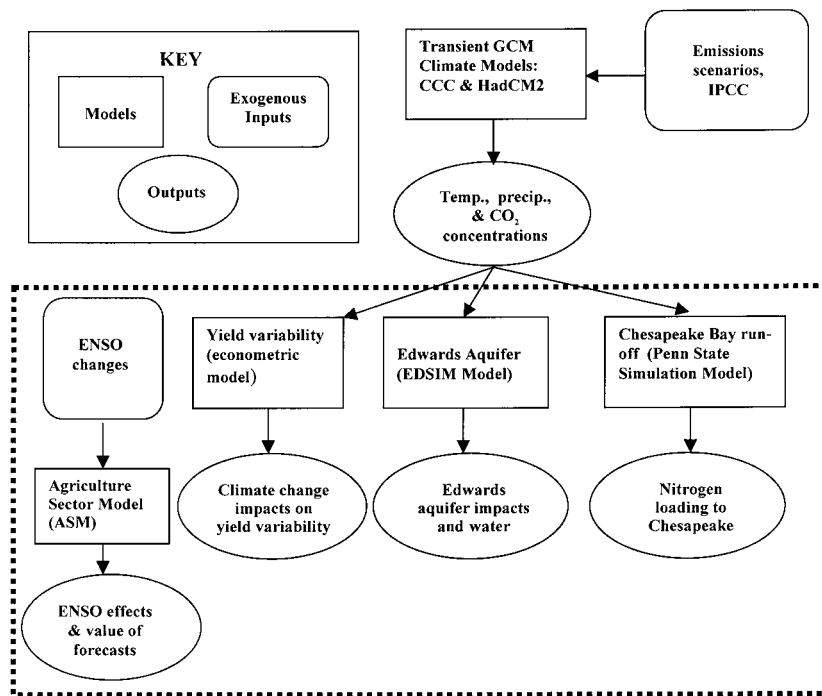 KEY
Models
Exogenous
Inputs
Outputs
Transient GCM
Climate Models:
CCC & HadCM2
Emissions
scenarios,
IPCC
Temp., precip.,
& CO₂
concentrations
ENSO
changes
Yield variability
(econometric
model)
Edwards Aquifer
(EDSIM Model)
Chesapeake Bay run-
off (Penn State
Simulation Model)
Agriculture
Sector Model
(ASM)
Climate change
impacts on
yield variability
Edwards
aquifer impacts
and water
Nitrogen
loading to
Chesapeake
ENSO effects
& value of
forecasts